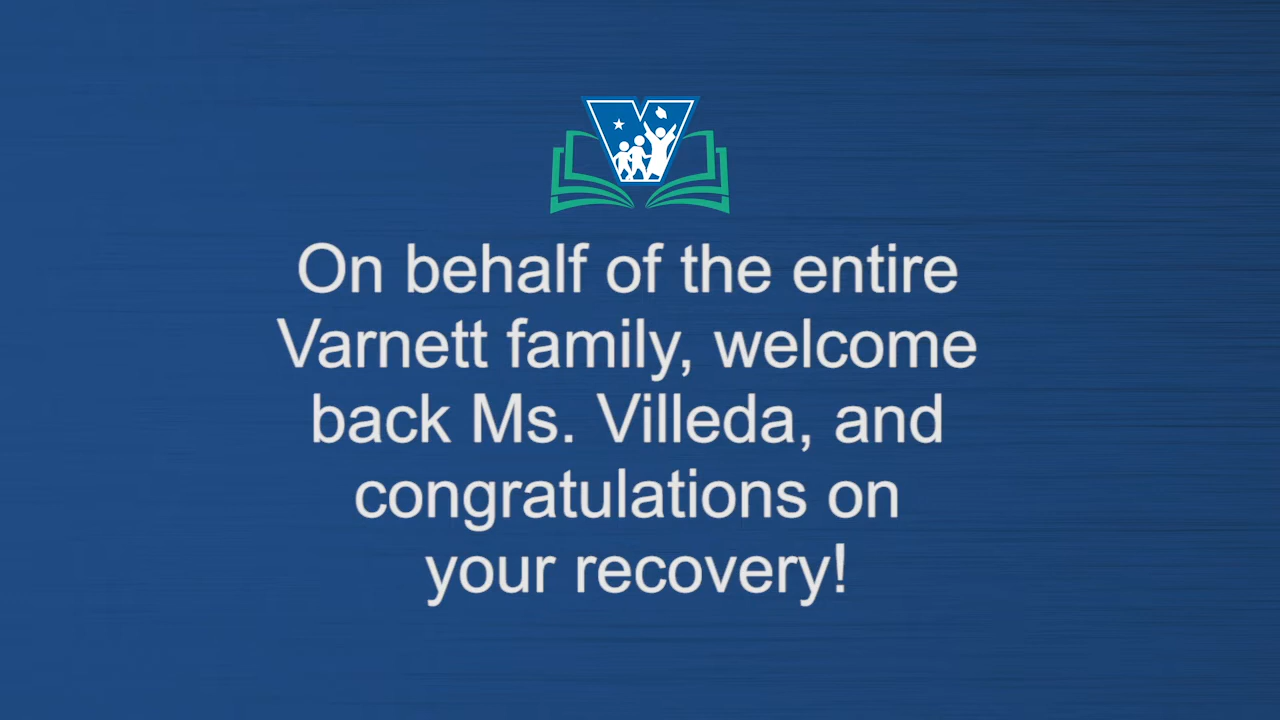 On behalf of the entire
Varnett family, welcome
back Ms. Villeda, and
congratulations on
your recovery!